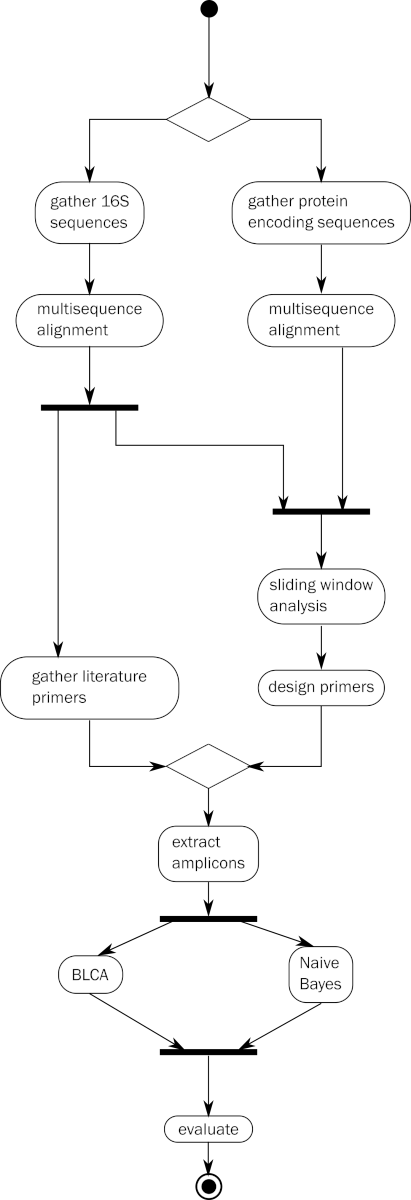 gather 16S
sequences
gather protein
encoding sequences
multisequence
alignment
multisequence
alignment
sliding window
analysis
gather literature
primers
design primers
extract
amplicons
BLCA
Naive
Bayes
evaluate